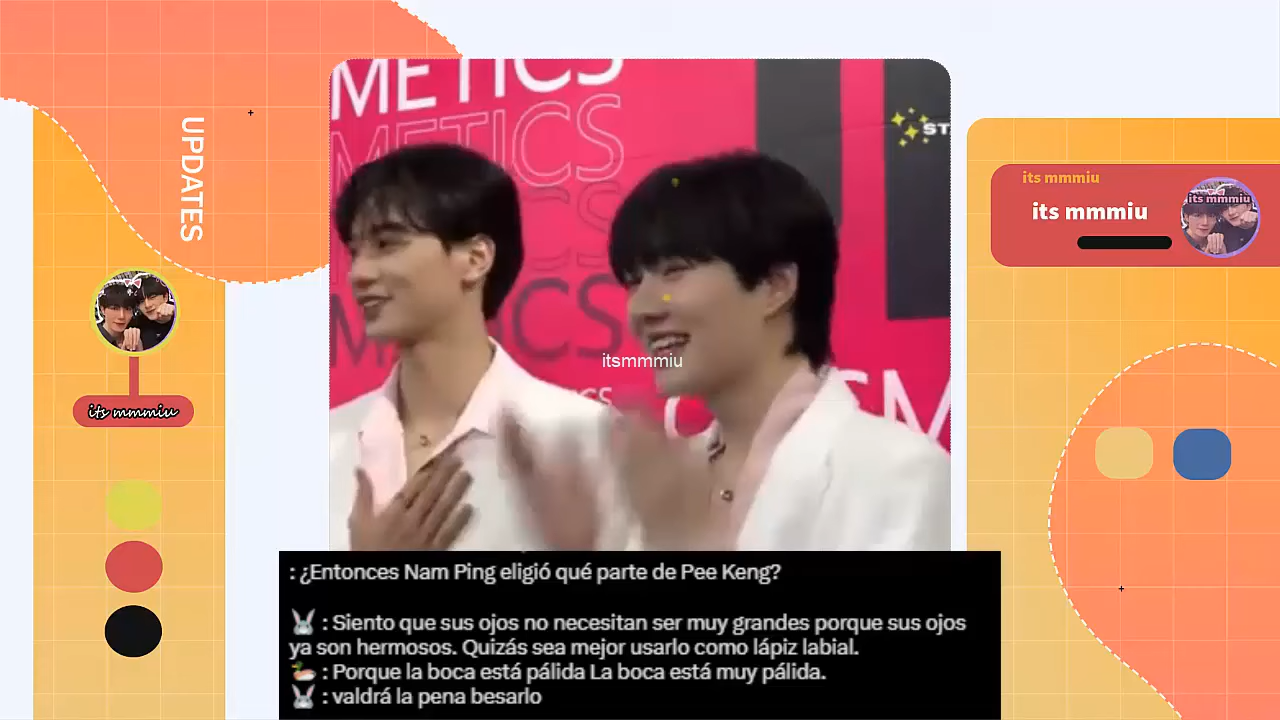 METICS
METICS
ST
UPDATES
its mmmiu
its mmmiu
its mmmiu
its mmmiu
itsmmmiu
: ¿Entonces Nam Ping eligió qué parte de Pee Keng?
🐰 : Siento que sus ojos no necesitan ser muy grandes porque sus ojos
ya son hermosos. Quizás sea mejor usarlo como lápiz labial.
🦆 : Porque la boca está pálida La boca está muy pálida.
🐰 : valdrá la pena besarlo